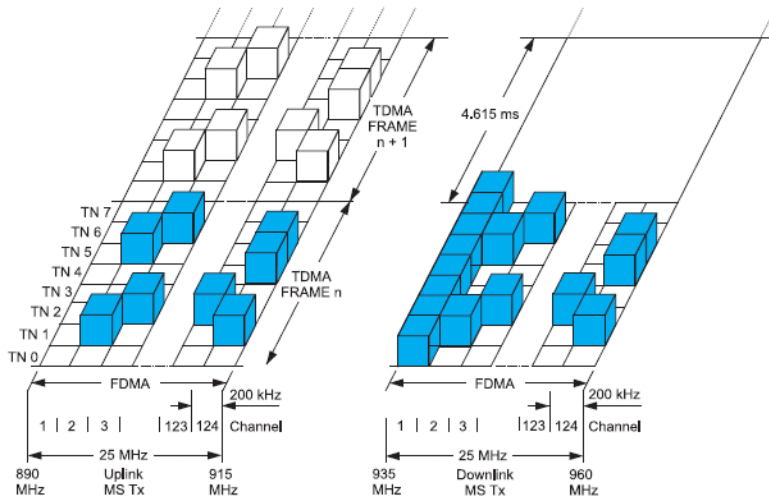 TDMA
FRAME
n + 1
4.615 ms
TN 7
TN 6
TN 5
TN 4
TN 3
TN 2
TN 1
TN 0
TDMA
FRAME n
FDMA
200 kHz
1 | 2 | 3 | 123 124 Channel
25 MHz
890
MHz
Uplink
MS Tx
915
MHz
FDMA
200 kHz
1 | 2 | 3 | 123 124 Channel
25 MHz
935
MHz
Downlink
MS Tx
960
MHz